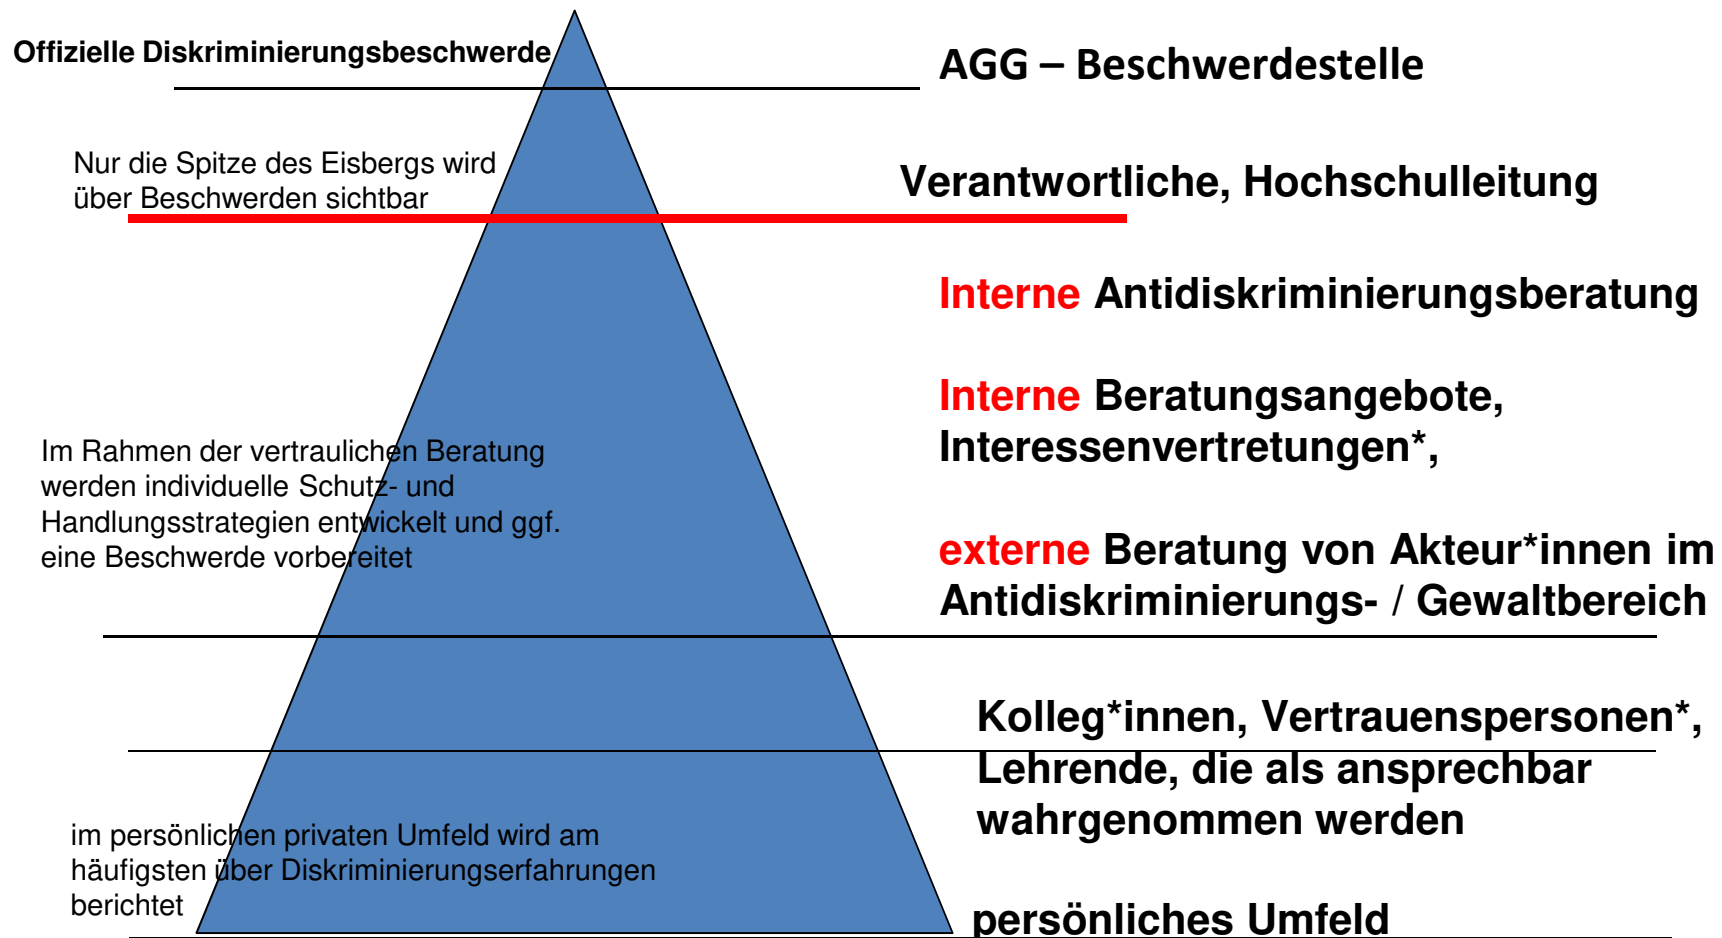 Offizielle Diskriminierungsbeschwerde
AGG – Beschwerdestelle
Nur die Spitze des Eisbergs wird
über Beschwerden sichtbar
Verantwortliche, Hochschulleitung
Interne Antidiskriminierungsberatung
Interne Beratungsangebote,
Interessenvertretungen*,
Im Rahmen der vertraulichen Beratung
werden individuelle Schutz- und
Handlungsstrategien entwickelt und ggf.
eine Beschwerde vorbereitet
externe Beratung von Akteur*innen im
Antidiskriminierungs- / Gewaltbereich
Kolleg*innen, Vertrauenspersonen*,
Lehrende, die als ansprechbar
wahrgenommen werden
im persönlichen privaten Umfeld wird am
häufigsten über Diskriminierungserfahrungen
berichtet
persönliches Umfeld